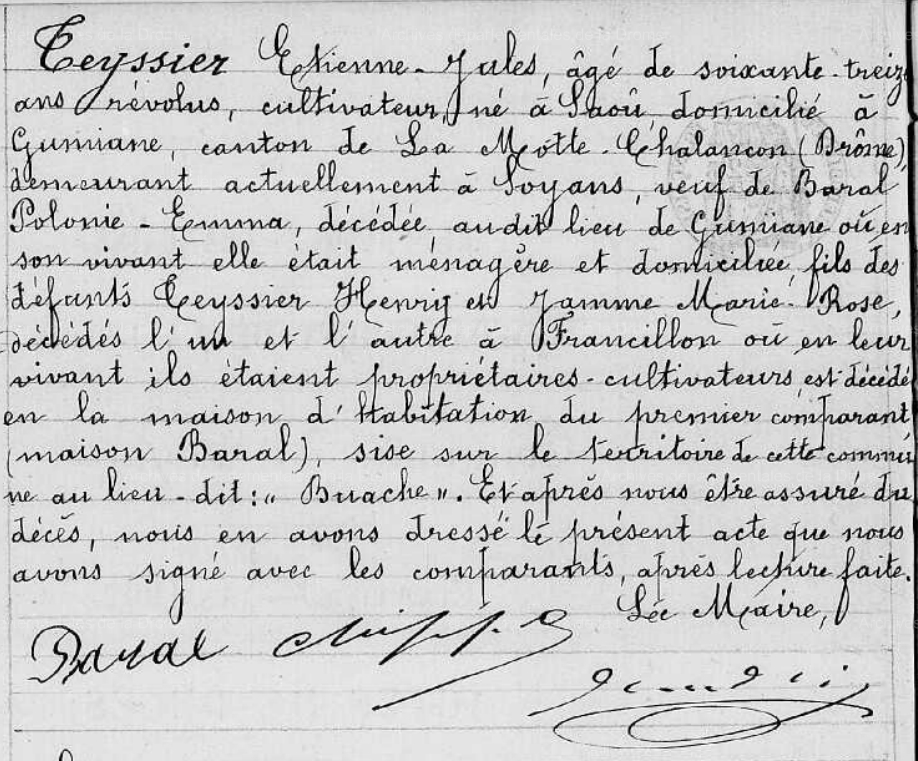 Teyssier Etienne-Jules, âgé de soixante-treize
ans révolus, cultivateur, né à Saoû, domicilié à
Gumiane, canton de La Motte-Chalancon (Drôme),
demeurant actuellement à Soyans, veuf de Baral
Polonie-Emma, décédée audit lieu de Gumiane où en
son vivant elle était ménagère et domiciliée, fils des
défunts Teyssier Henry et Jamme Marie-Rose,
décédés l'un et l'autre à Francillon où en leur
vivant ils étaient propriétaires-cultivateurs, est décédé
en la maison d'habitation du premier comparant
(maison Baral), sise sur le territoire de cette commu
ne au lieu-dit: " Buache ". Et après nous être assuré du
décès, nous en avons dressé le présent acte que nous
avons signé avec les comparants, après lecture faite.
Le Maire,
Baral